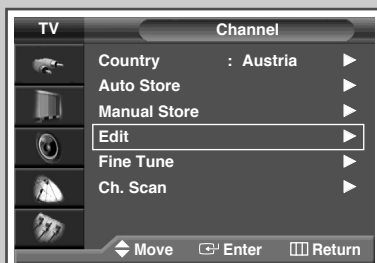 TV Channel
Country : Austria
Auto Store
Manual Store
Edit
Fine Tune
Ch. Scan
Move Enter Return